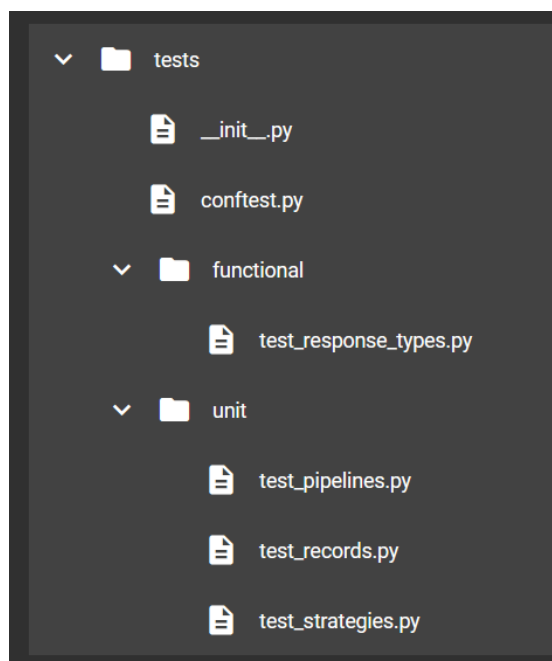 tests
__init__.py
conftest.py
functional
test_response_types.py
unit
test_pipelines.py
test_records.py
test_strategies.py